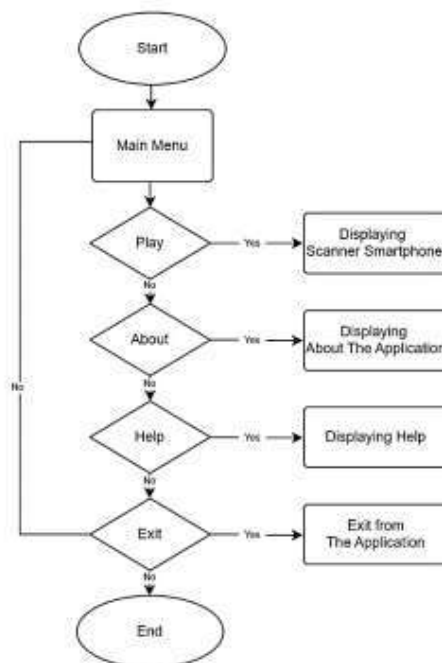 Start
Main Menu
Play
Yes
Displaying
Scanner Smartphone
No
About
Yes
Displaying
About The Application
No
No
Help
Yes
Displaying Help
No
Exit
Yes
Exit from
The Application
No
End